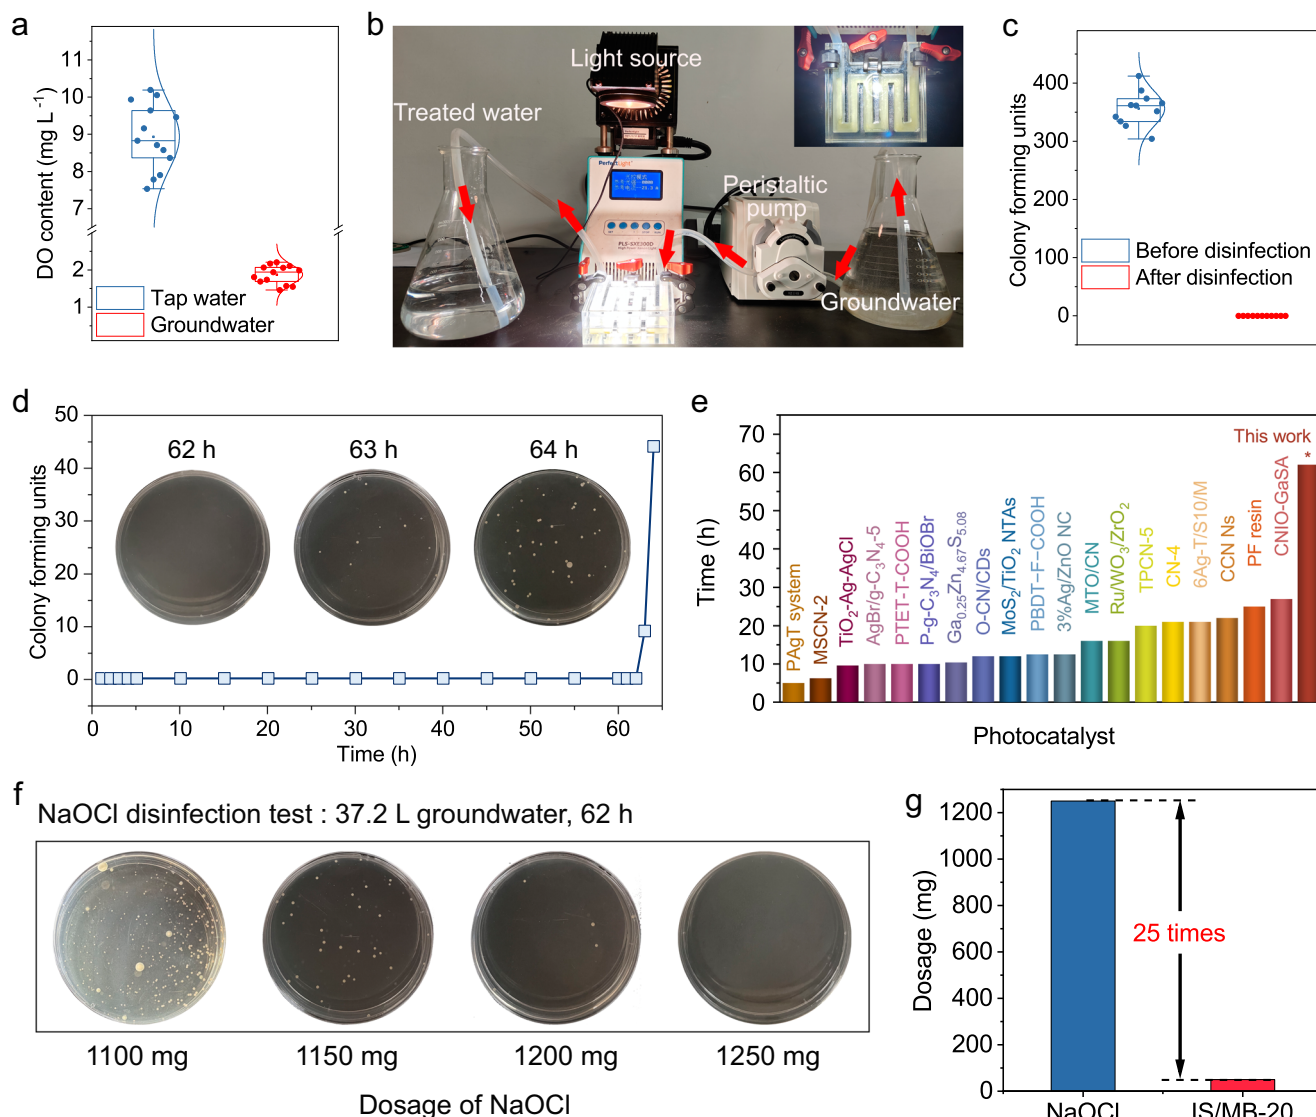 a
DO content (mg L⁻¹)
11
10
9
8
7
2
1
Tap water
Groundwater
b
Light source
Treated water
PerfectLight
PLS-SXE300D
Peristaltic
pump
Groundwater
c
Colony forming units
400
300
200
100
0
Before disinfection
After disinfection
d
Colony forming units
50
40
30
20
10
0
62 h
63 h
64 h
0
10
20
30
40
50
60
Time (h)
e
Time (h)
70
60
50
40
30
20
10
0
PAgT system
MSCN-2
TiO₂-Ag-AgCl
AgBr/g-C₃N₄-5
PTET-T-COOH
P-g-C₃N₄/BiOBr
Ga₀.₂₅Zn₄.₆₇S₅.₀₈
O-CN/CDs
MoS₂/TiO₂ NTAs
PBDT–F–COOH
3%Ag/ZnO NC
MTO/CN
Ru/WO₃/ZrO₂
TPCN-5
CN-4
6Ag-T/S10/M
CCN Ns
PF resin
CNIO-GaSA
This work
*
Photocatalyst
f
NaOCl disinfection test : 37.2 L groundwater, 62 h
1100 mg
1150 mg
1200 mg
1250 mg
Dosage of NaOCl
g
Dosage (mg)
1200
1000
800
600
400
200
0
25 times
NaOCl
IS/MB-20